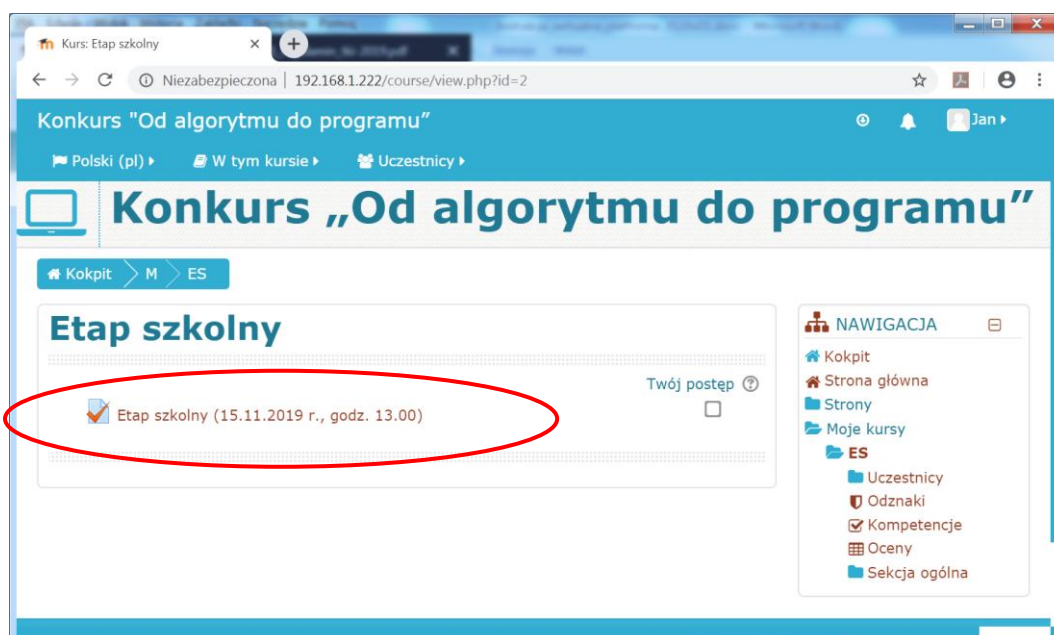 Kurs: Etap szkolny
Niezabezpieczona | 192.168.1.222/course/view.php?id=2
Konkurs "Od algorytmu do programu”
Jan
Polski (pl)
W tym kursie
Uczestnicy
Konkurs „Od algorytmu do programu”
Kokpit
M
ES
Etap szkolny
Twój postęp
Etap szkolny (15.11.2019 r., godz. 13.00)
NAWIGACJA
Kokpit
Strona główna
Strony
Moje kursy
ES
Uczestnicy
Odznaki
Kompetencje
Oceny
Sekcja ogólna